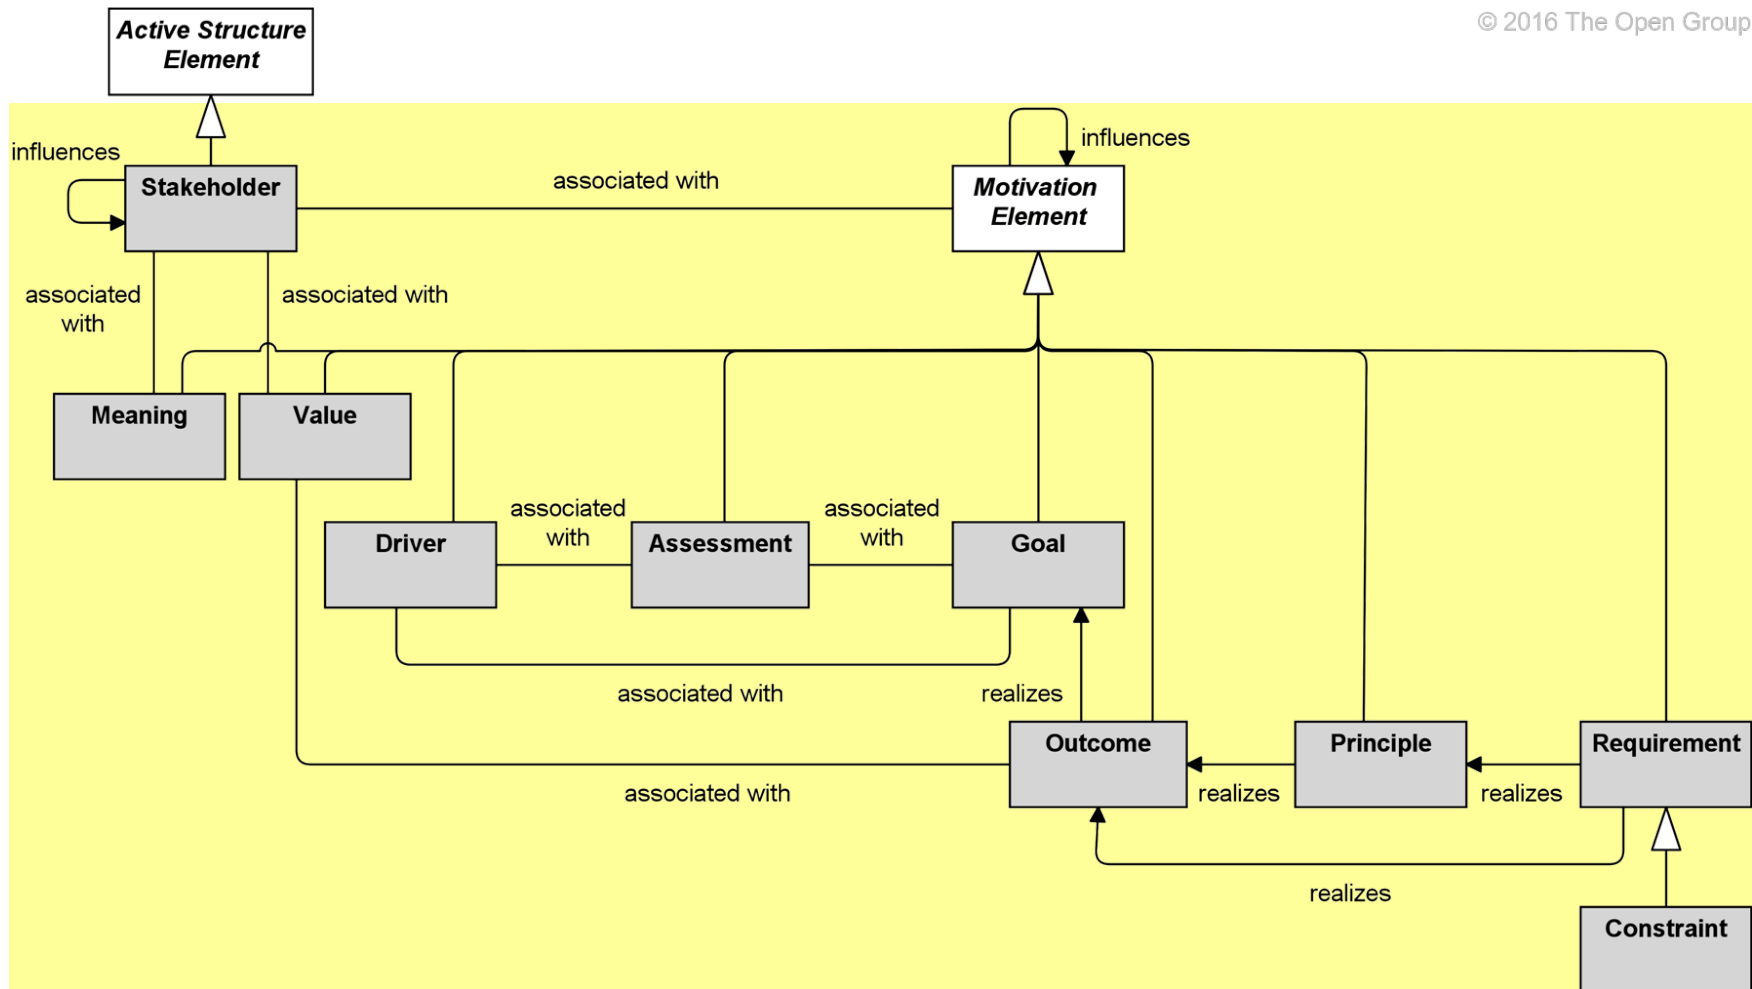 © 2016 The Open Group
Active Structure
Element
influences
influences
Stakeholder
associated with
Motivation
Element
associated
with
associated with
Meaning
Value
associated
with
associated
with
Driver
Assessment
Goal
associated with
realizes
Outcome
Principle
Requirement
associated with
realizes
realizes
realizes
Constraint